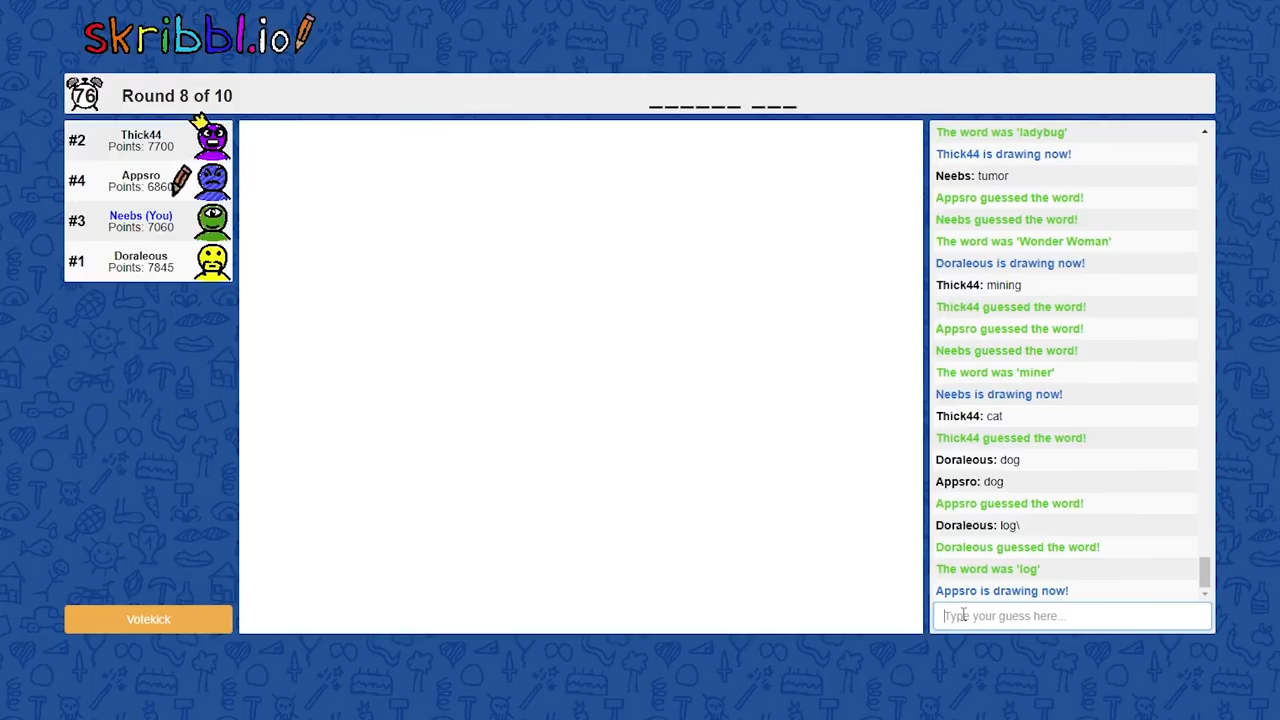 skribbl.io
76
Round 8 of 10
______ ___
#2
Thick44
Points: 7700
#4
Appsro
Points: 6860
#3
Neebs (You)
Points: 7060
#1
Doraleous
Points: 7845
Votekick
The word was 'ladybug'
Thick44 is drawing now!
Neebs: tumor
Appsro guessed the word!
Neebs guessed the word!
The word was 'Wonder Woman'
Doraleous is drawing now!
Thick44: mining
Thick44 guessed the word!
Appsro guessed the word!
Neebs guessed the word!
The word was 'miner'
Neebs is drawing now!
Thick44: cat
Thick44 guessed the word!
Doraleous: dog
Appsro: dog
Appsro guessed the word!
Doraleous: log\
Doraleous guessed the word!
The word was 'log'
Appsro is drawing now!
Type your guess here...